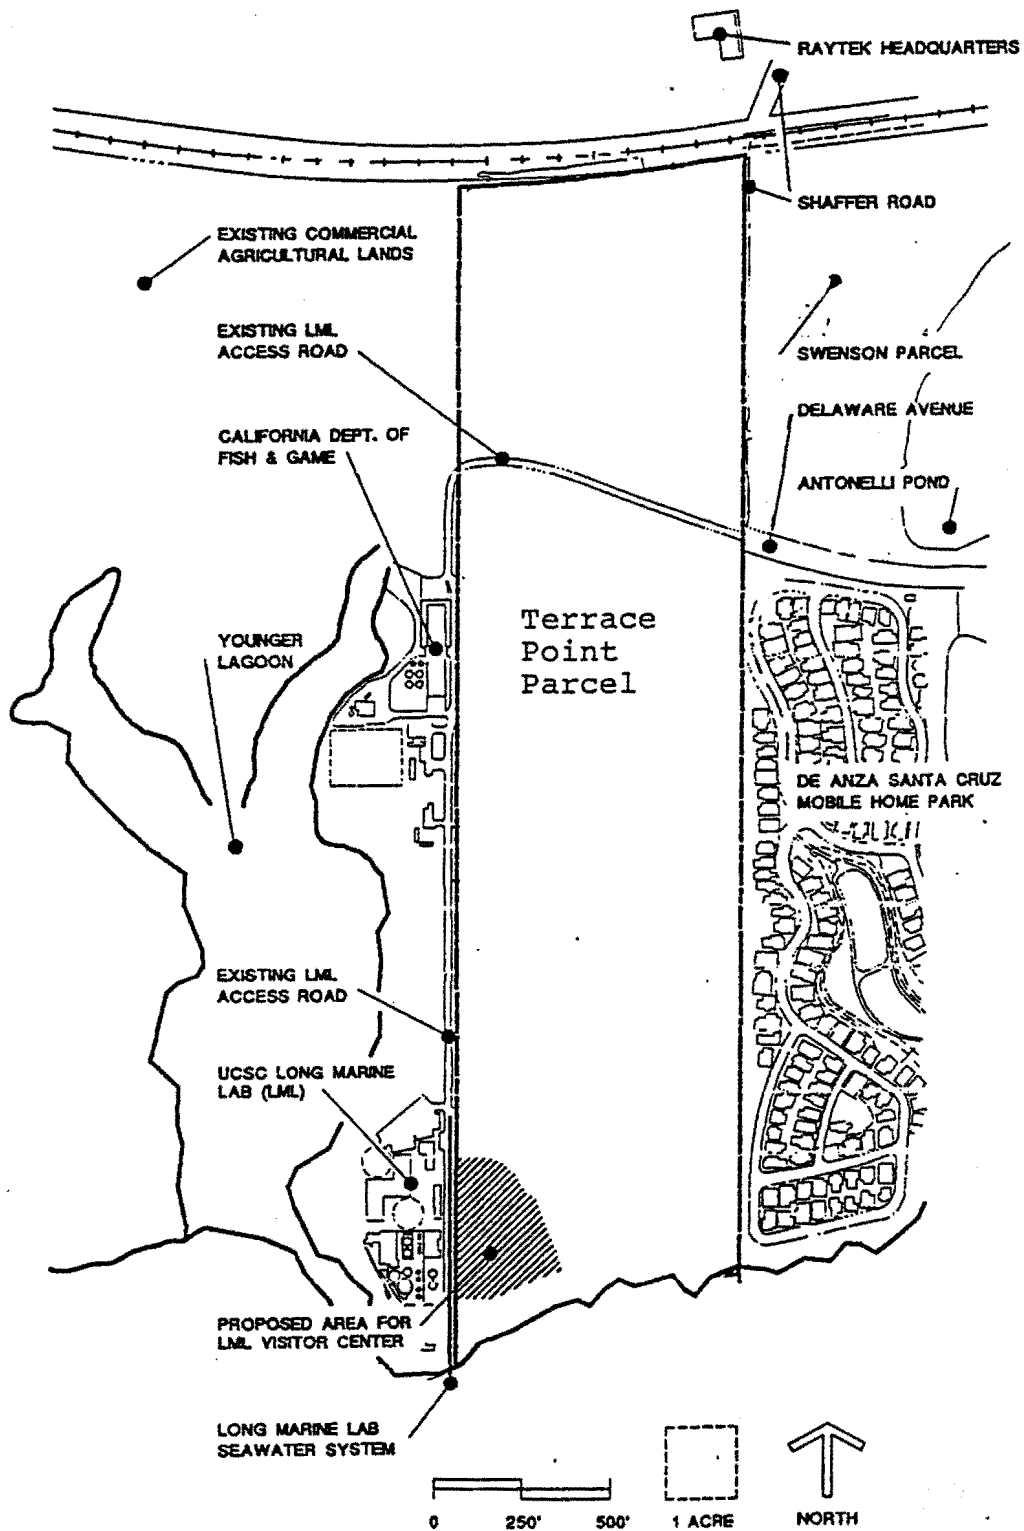 RAYTEK HEADQUARTERS
SHAFFER ROAD
EXISTING COMMERCIAL
AGRICULTURAL LANDS
EXISTING LML
ACCESS ROAD
SWENSON PARCEL
DELAWARE AVENUE
CALIFORNIA DEPT. OF
FISH & GAME
ANTONELLI POND
Terrace
Point
Parcel
YOUNGER
LAGOON
DE ANZA SANTA CRUZ
MOBILE HOME PARK
EXISTING LML
ACCESS ROAD
UCSC LONG MARINE
LAB (LML)
PROPOSED AREA FOR
LML VISITOR CENTER
LONG MARINE LAB
SEAWATER SYSTEM
0 250' 500'
1 ACRE
NORTH